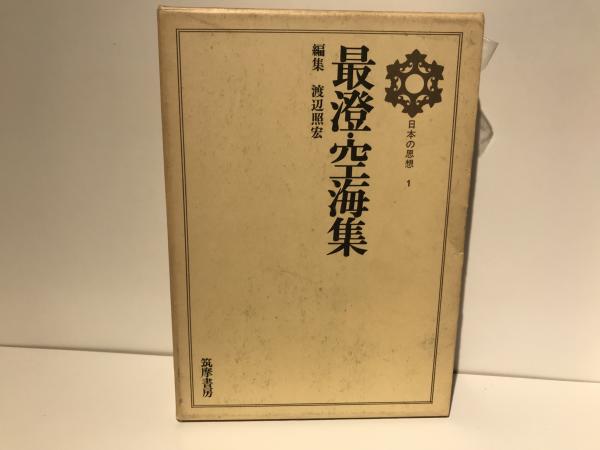 日本の思想 1
最澄・空海集
編集 渡辺照宏
筑摩書房